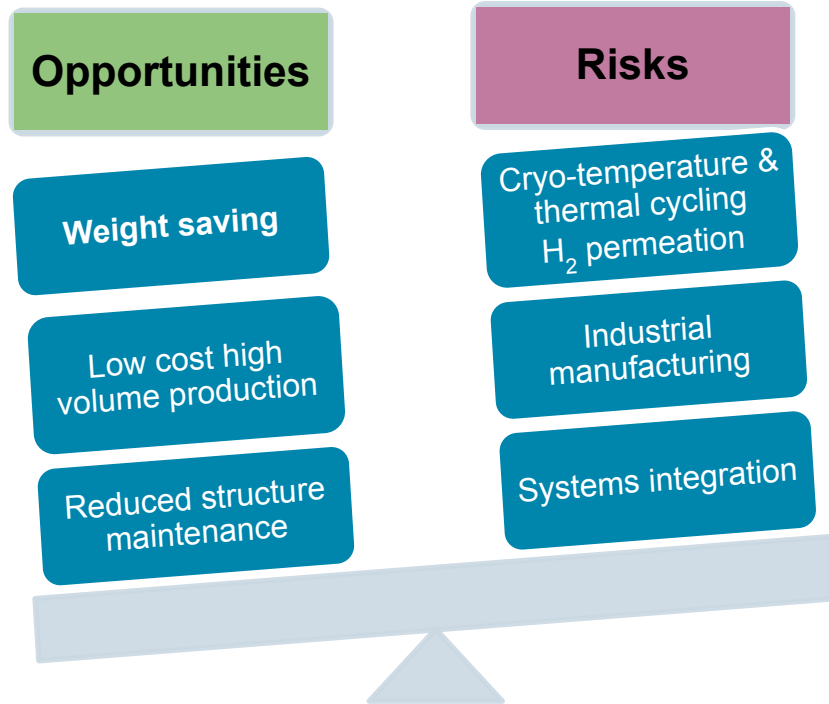 Opportunities
Weight saving
Low cost high
volume production
Reduced structure
maintenance
Risks
Cryo-temperature &
thermal cycling
H₂ permeation
Industrial
manufacturing
Systems integration